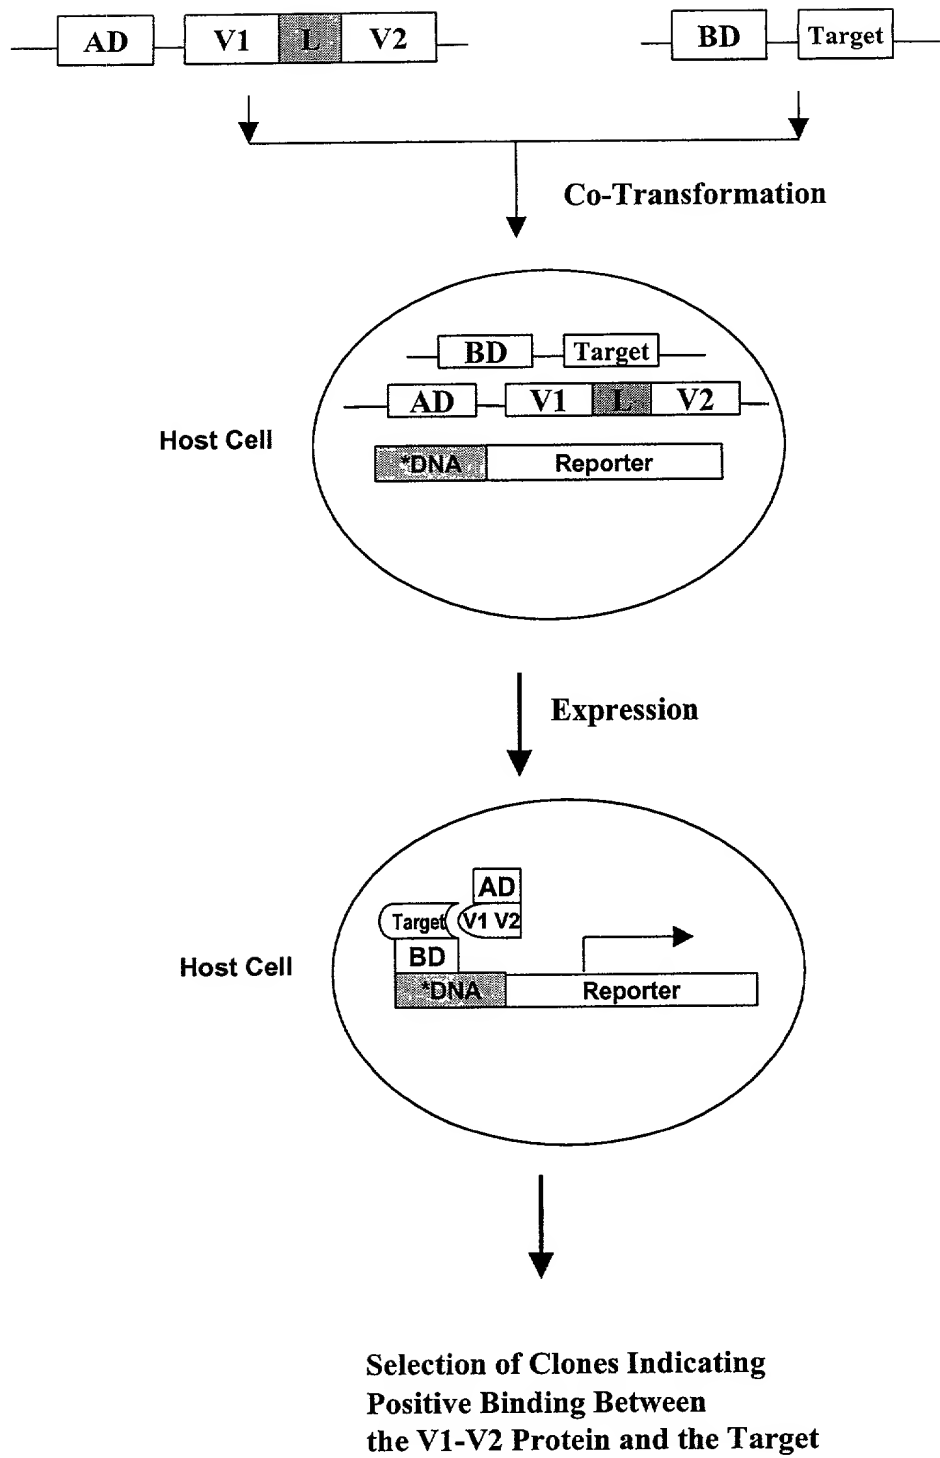 AD V1 L V2 BD Target
Co-Transformation
BD Target
AD V1 L V2
Host Cell
*DNA Reporter
Expression
AD
Target V1 V2
BD
Host Cell
*DNA Reporter
Selection of Clones Indicating
Positive Binding Between
the V1-V2 Protein and the Target